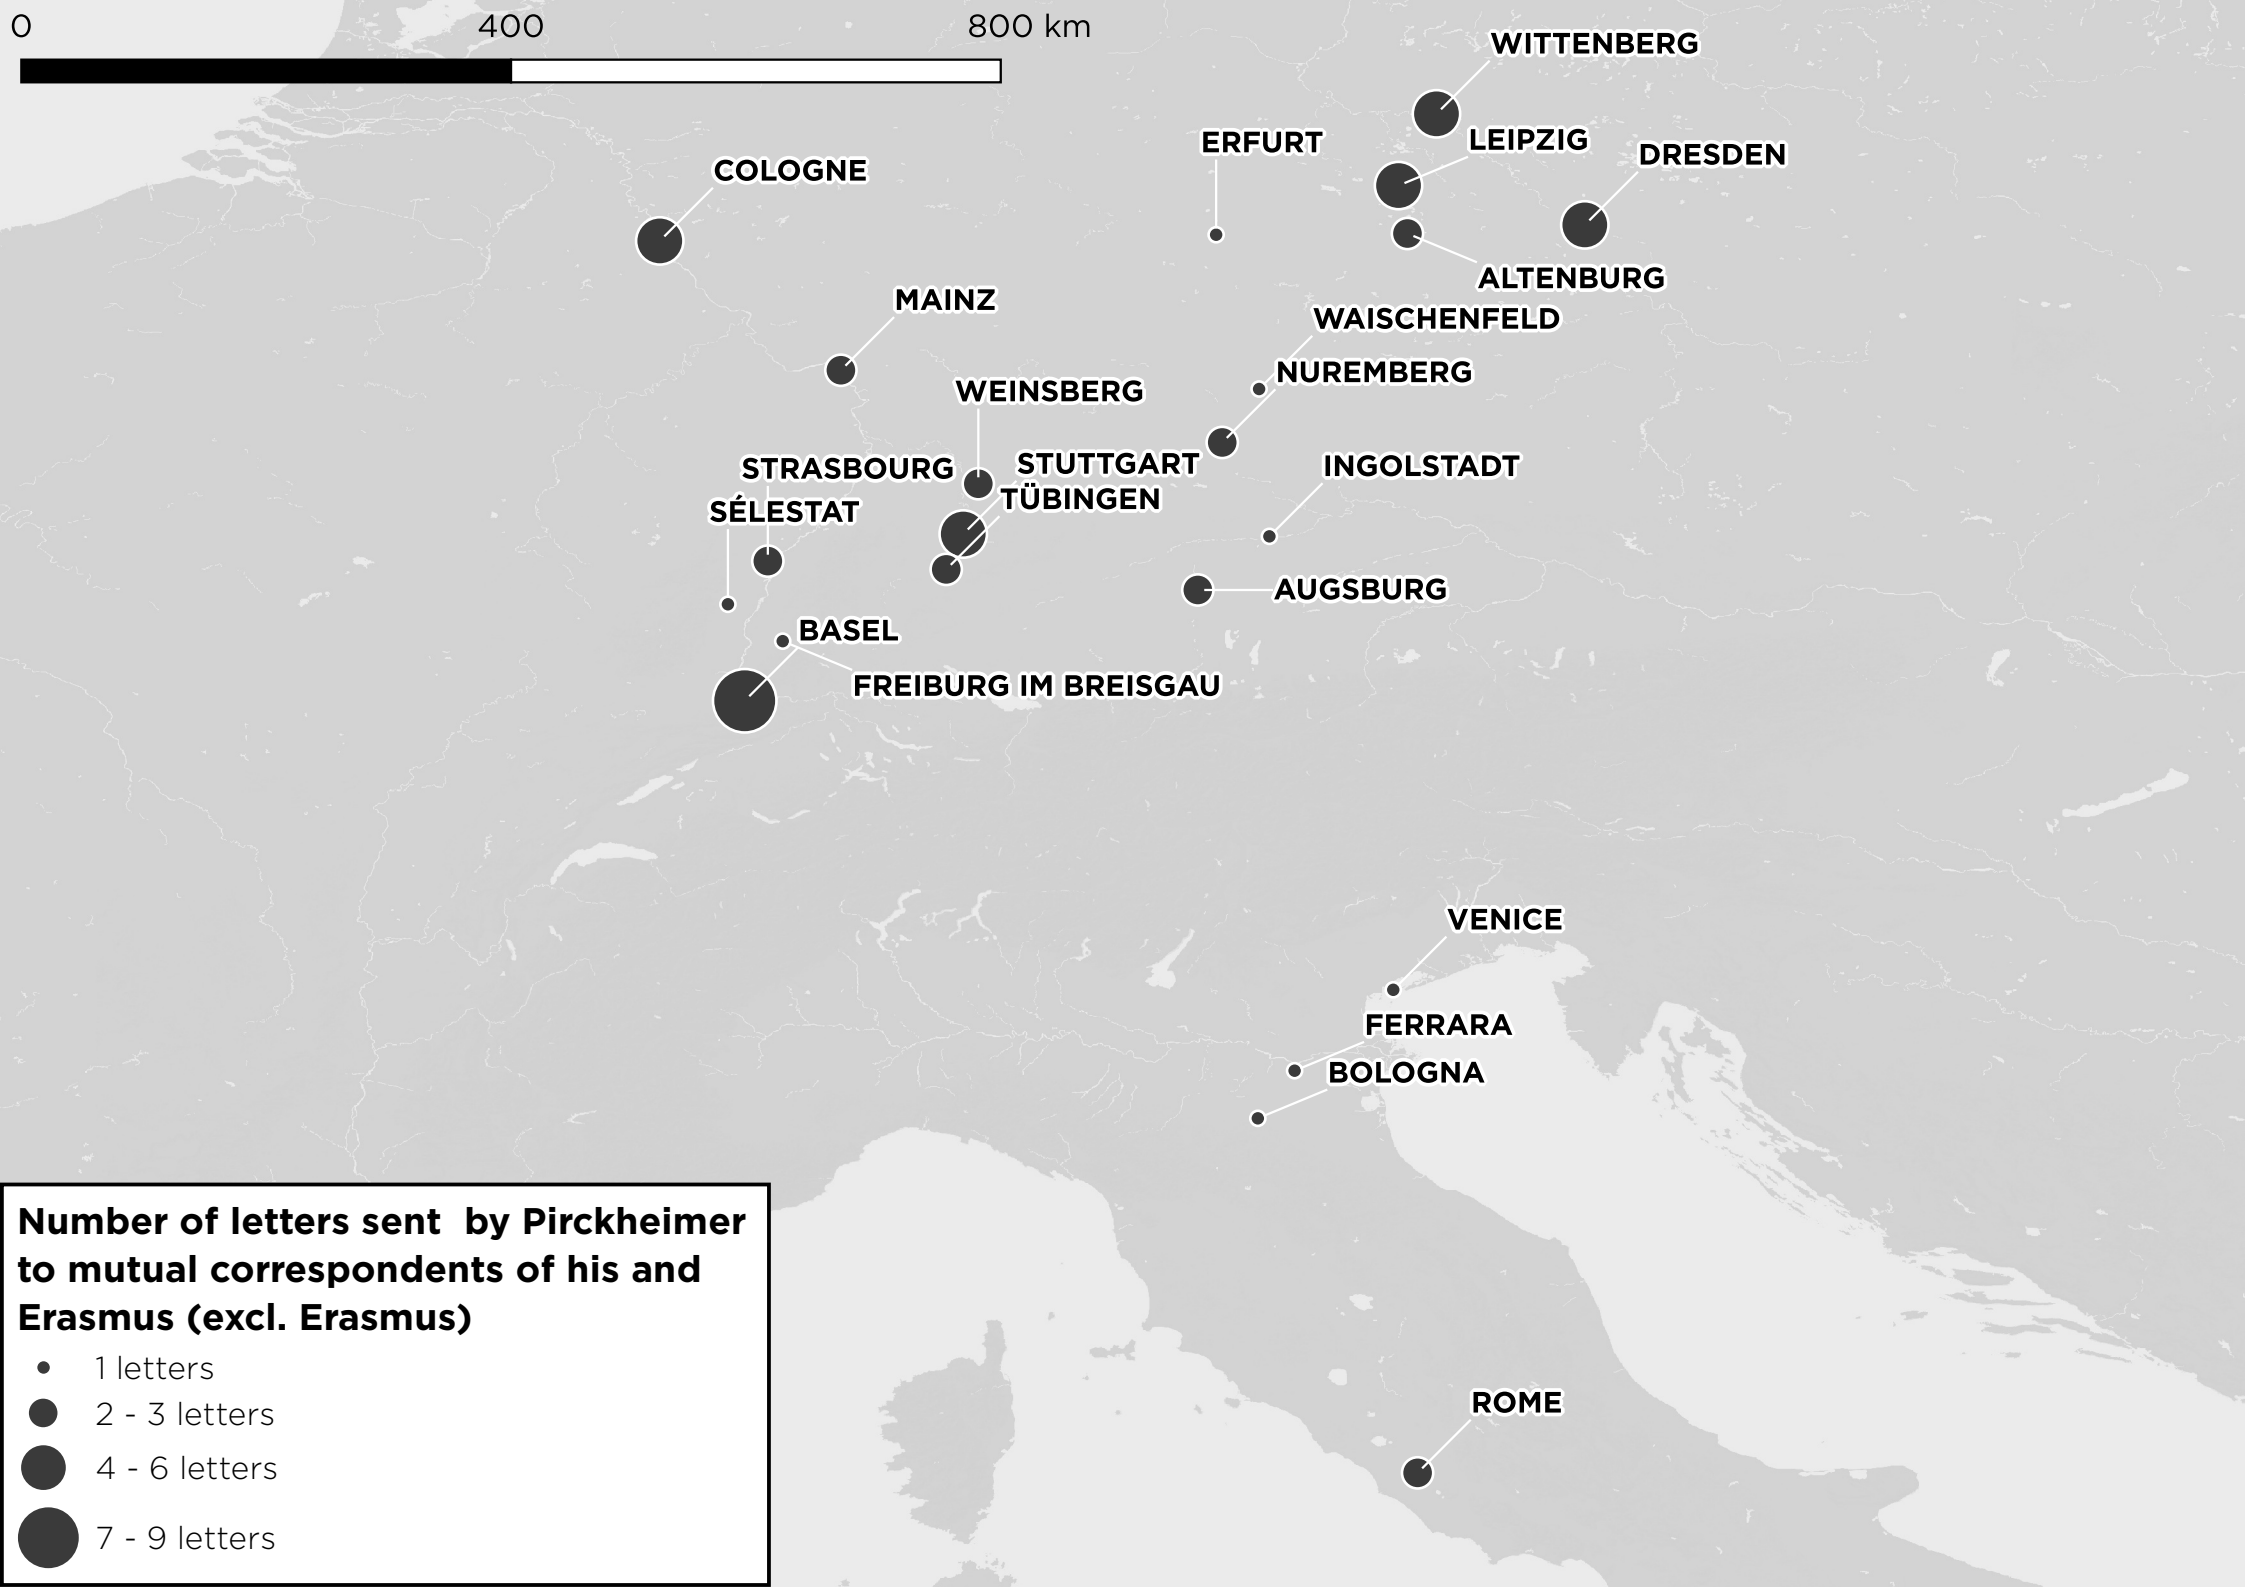 0 400 800 km
WITTENBERG
LEIPZIG
ERFURT
DRESDEN
COLOGNE
ALTENBURG
MAINZ
WAISCHENFELD
NUREMBERG
WEINSBERG
STUTTGART
STRASBOURG
INGOLSTADT
TÜBINGEN
SÉLESTAT
AUGSBURG
BASEL
FREIBURG IM BREISGAU
VENICE
FERRARA
BOLOGNA
ROME
Number of letters sent by Pirckheimer
to mutual correspondents of his and
Erasmus (excl. Erasmus)
1 letters
2 - 3 letters
4 - 6 letters
7 - 9 letters